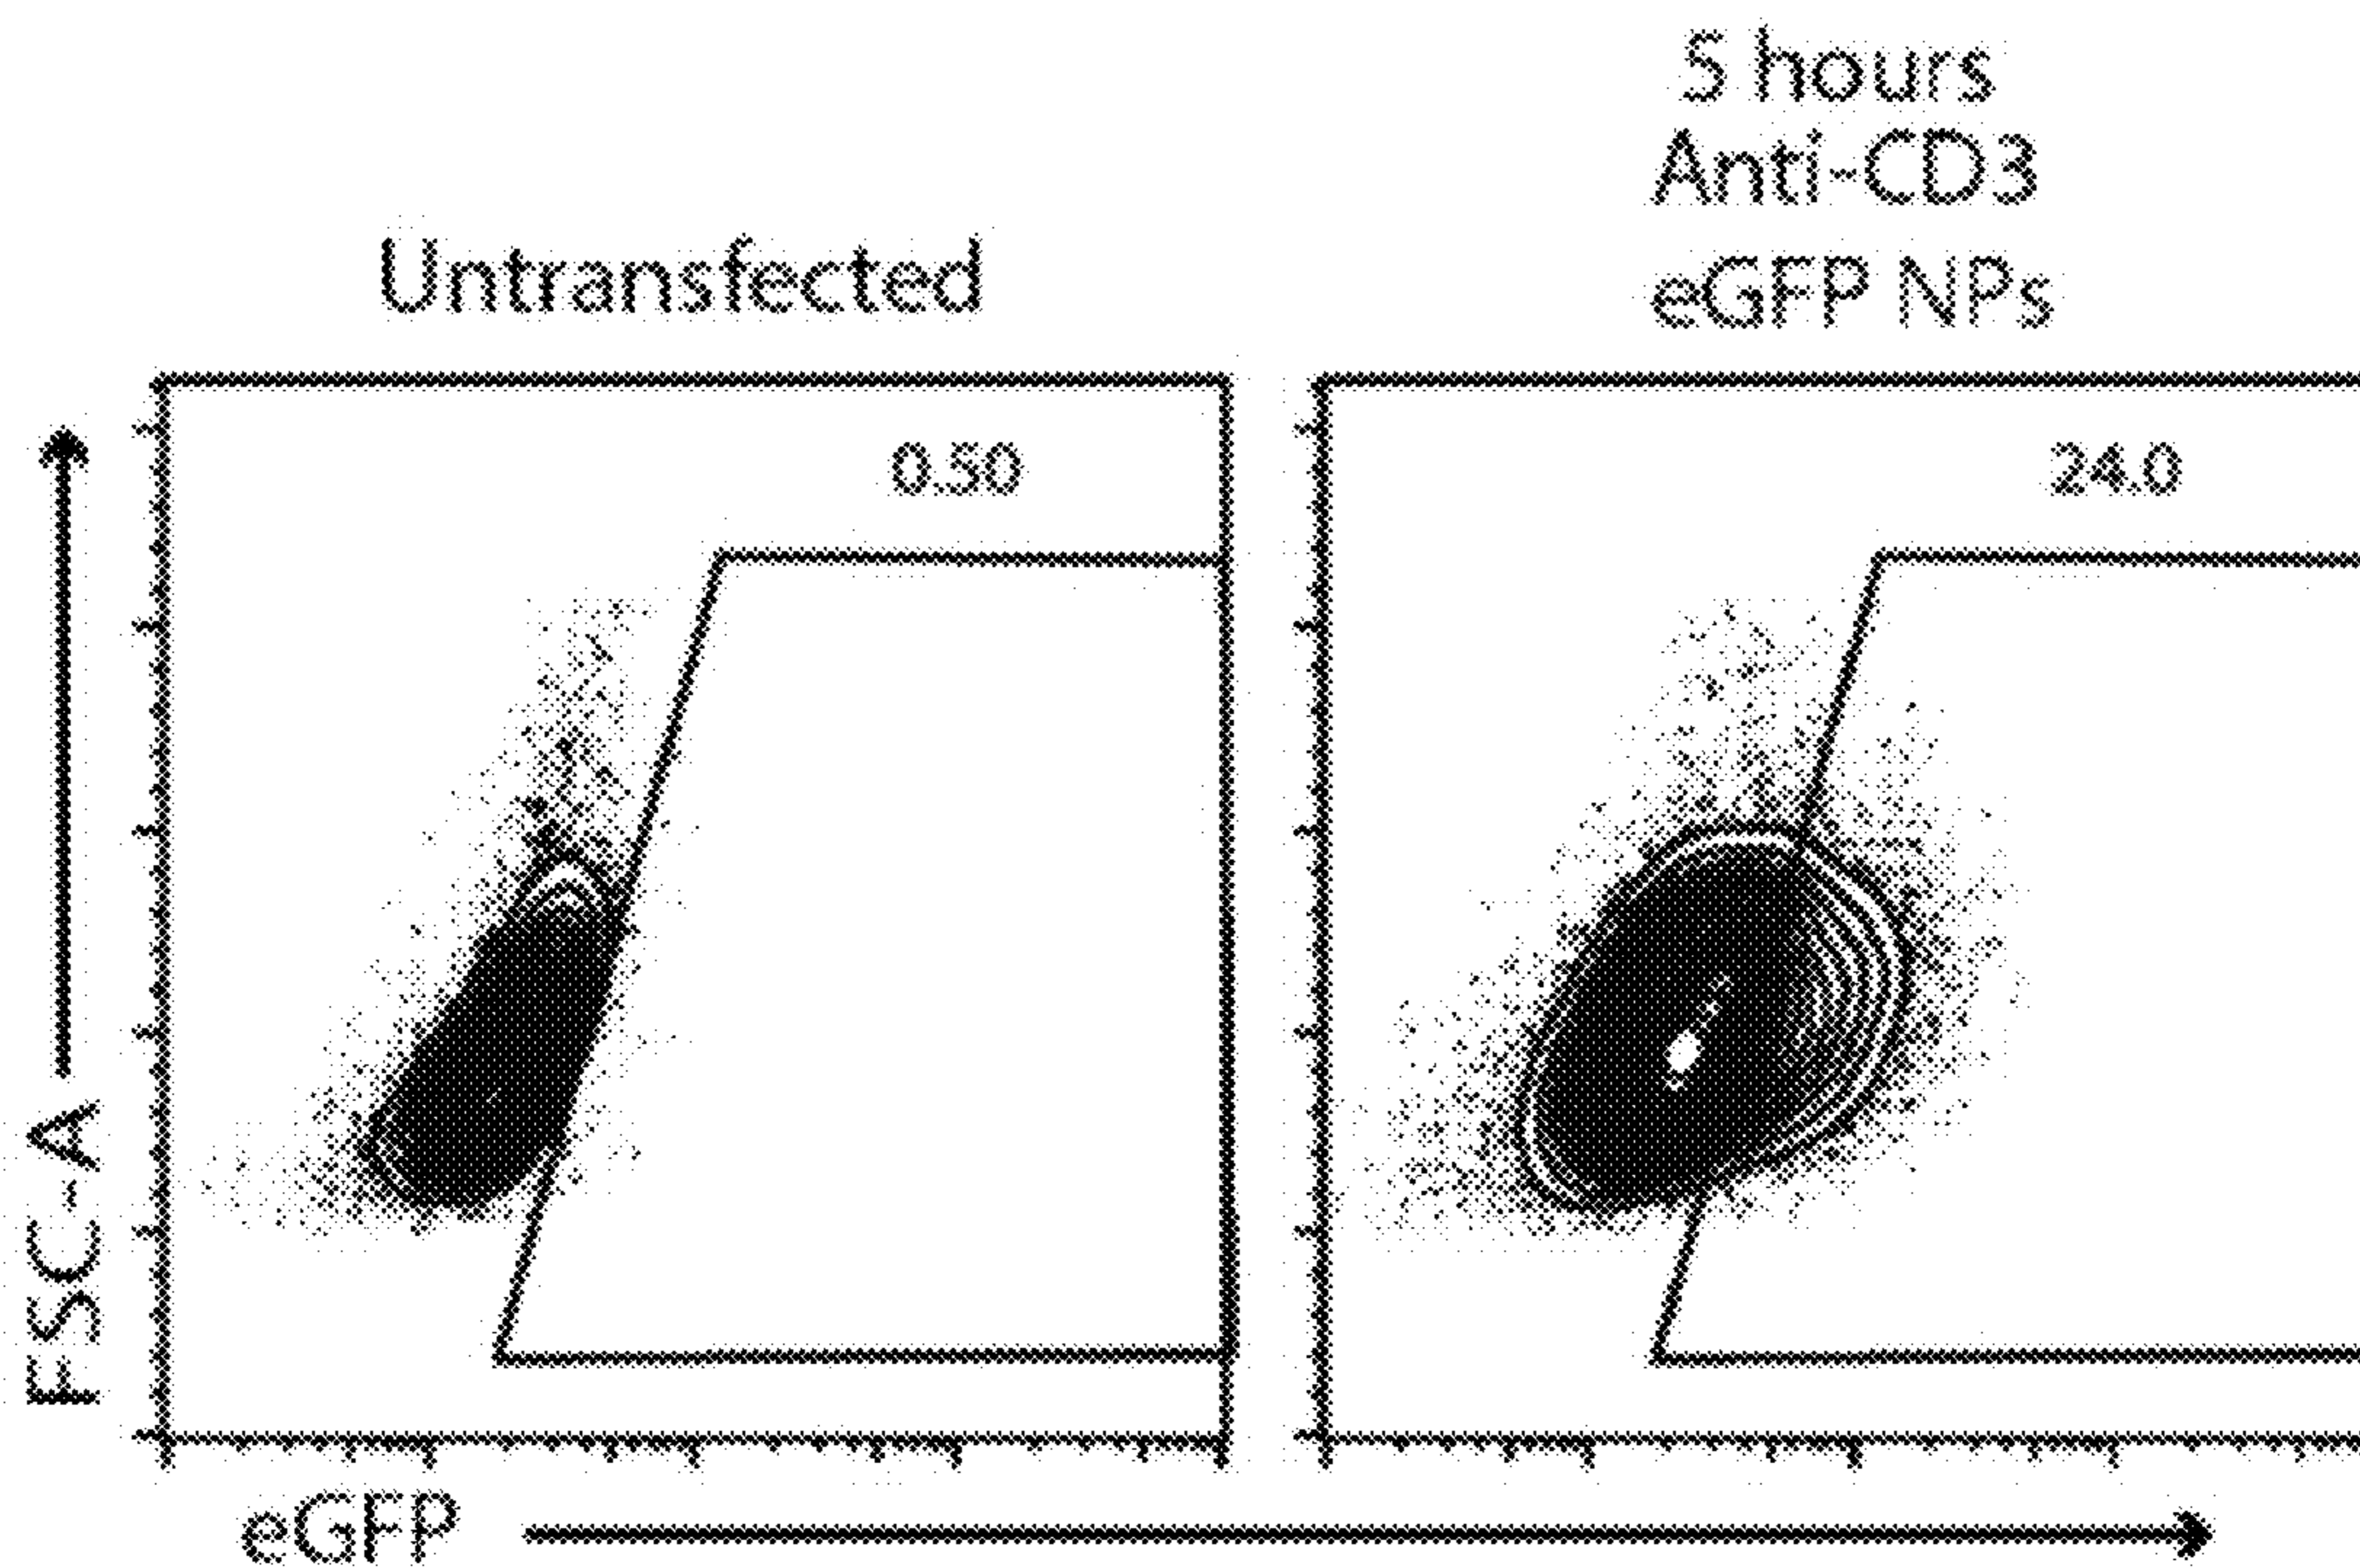 5 hours
Anti-CD3
Untransfected
eGFP NPs
0.50
24.0
FSC-A
eGFP